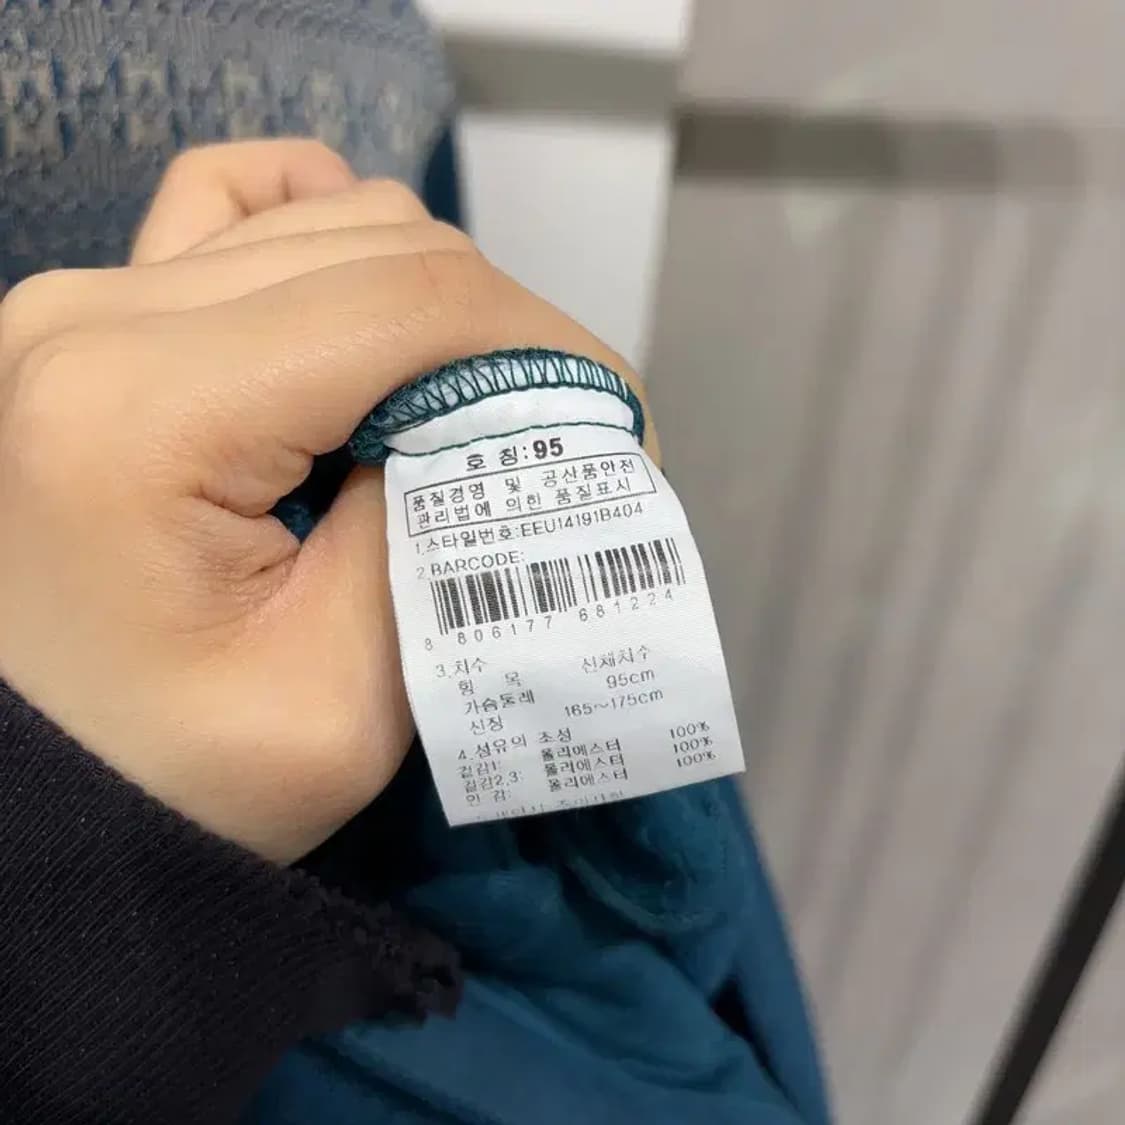 호 칭:95
품질경영 및 공산품안전
관리법에 의한 품질표시
1.스타일번호:EEU14191B404
2.BARCODE:
8 806177 681224
3.치수
항 목 신체치수
가슴둘레 95cm
신장 165~175cm
4.섬유의 조성
겉감1: 폴리에스터 100%
겉감2,3: 폴리에스터 100%
안 감: 폴리에스터 100%